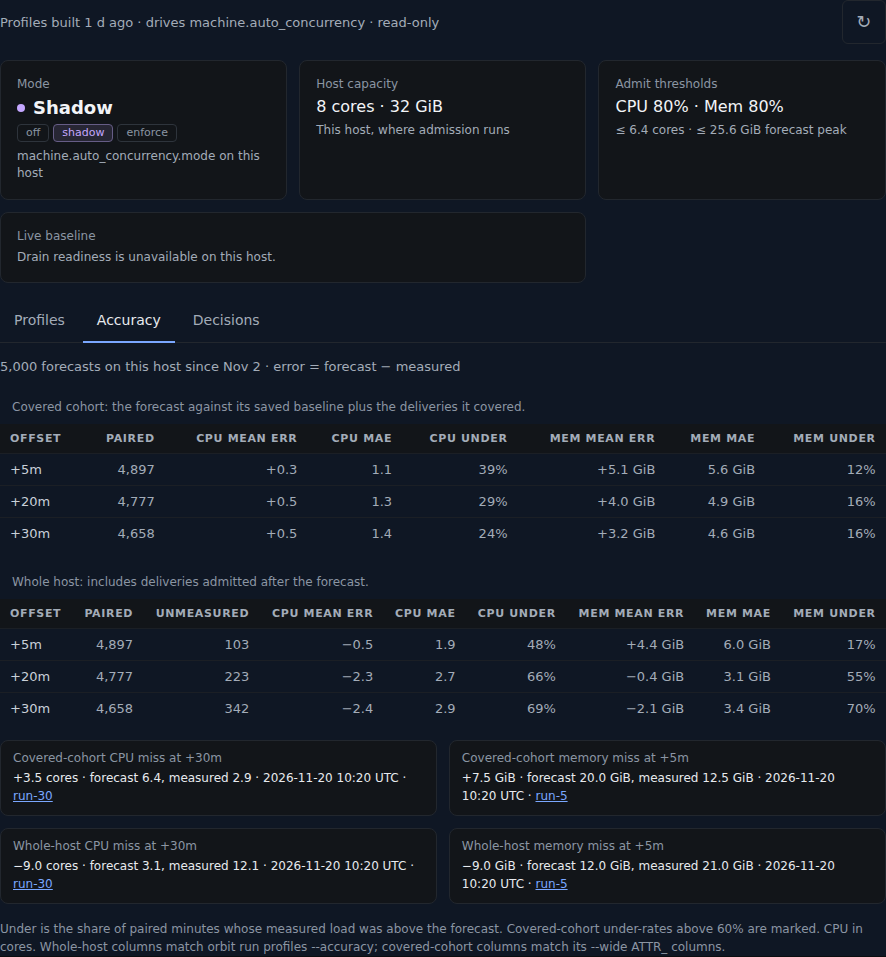 Profiles built 1 d ago · drives machine.auto_concurrency · read-only
↻
Mode
Shadow
off shadow enforce
machine.auto_concurrency.mode on this
host
Host capacity
8 cores · 32 GiB
This host, where admission runs
Admit thresholds
CPU 80% · Mem 80%
≤ 6.4 cores · ≤ 25.6 GiB forecast peak
Live baseline
Drain readiness is unavailable on this host.
Profiles Accuracy Decisions
5,000 forecasts on this host since Nov 2 · error = forecast − measured
Covered cohort: the forecast against its saved baseline plus the deliveries it covered.
OFFSET PAIRED CPU MEAN ERR CPU MAE CPU UNDER MEM MEAN ERR MEM MAE MEM UNDER
+5m 4,897 +0.3 1.1 39% +5.1 GiB 5.6 GiB 12%
+20m 4,777 +0.5 1.3 29% +4.0 GiB 4.9 GiB 16%
+30m 4,658 +0.5 1.4 24% +3.2 GiB 4.6 GiB 16%
Whole host: includes deliveries admitted after the forecast.
OFFSET PAIRED UNMEASURED CPU MEAN ERR CPU MAE CPU UNDER MEM MEAN ERR MEM MAE MEM UNDER
+5m 4,897 103 −0.5 1.9 48% +4.4 GiB 6.0 GiB 17%
+20m 4,777 223 −2.3 2.7 66% −0.4 GiB 3.1 GiB 55%
+30m 4,658 342 −2.4 2.9 69% −2.1 GiB 3.4 GiB 70%
Covered-cohort CPU miss at +30m
+3.5 cores · forecast 6.4, measured 2.9 · 2026-11-20 10:20 UTC ·
run-30
Covered-cohort memory miss at +5m
+7.5 GiB · forecast 20.0 GiB, measured 12.5 GiB · 2026-11-20
10:20 UTC · run-5
Whole-host CPU miss at +30m
−9.0 cores · forecast 3.1, measured 12.1 · 2026-11-20 10:20 UTC ·
run-30
Whole-host memory miss at +5m
−9.0 GiB · forecast 12.0 GiB, measured 21.0 GiB · 2026-11-20
10:20 UTC · run-5
Under is the share of paired minutes whose measured load was above the forecast. Covered-cohort under-rates above 60% are marked. CPU in
cores. Whole-host columns match orbit run profiles --accuracy; covered-cohort columns match its --wide ATTR_ columns.